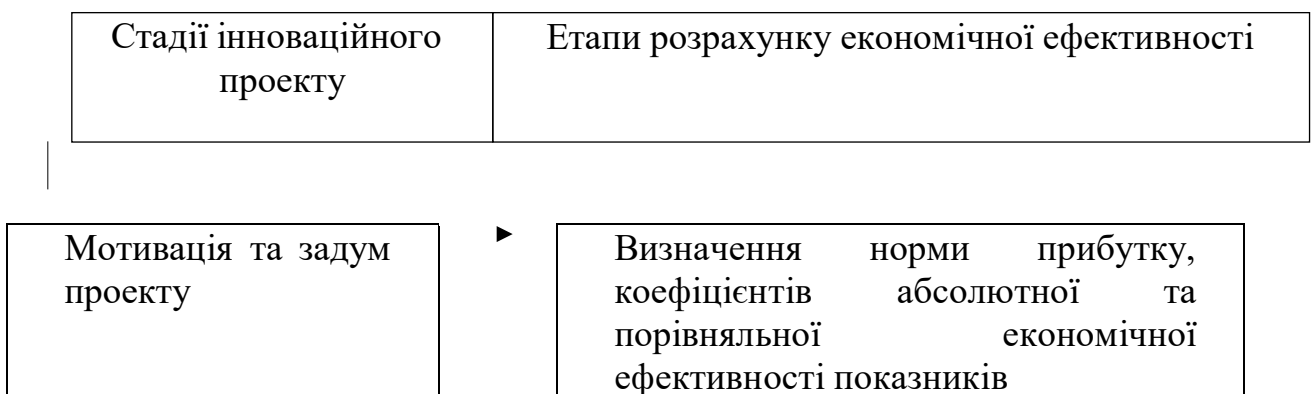 Стадії інноваційного
проекту
Етапи розрахунку економічної ефективності
Мотивація та задум
проекту
Визначення норми прибутку,
коефіцієнтів абсолютної та
порівняльної економічної
ефективності показників